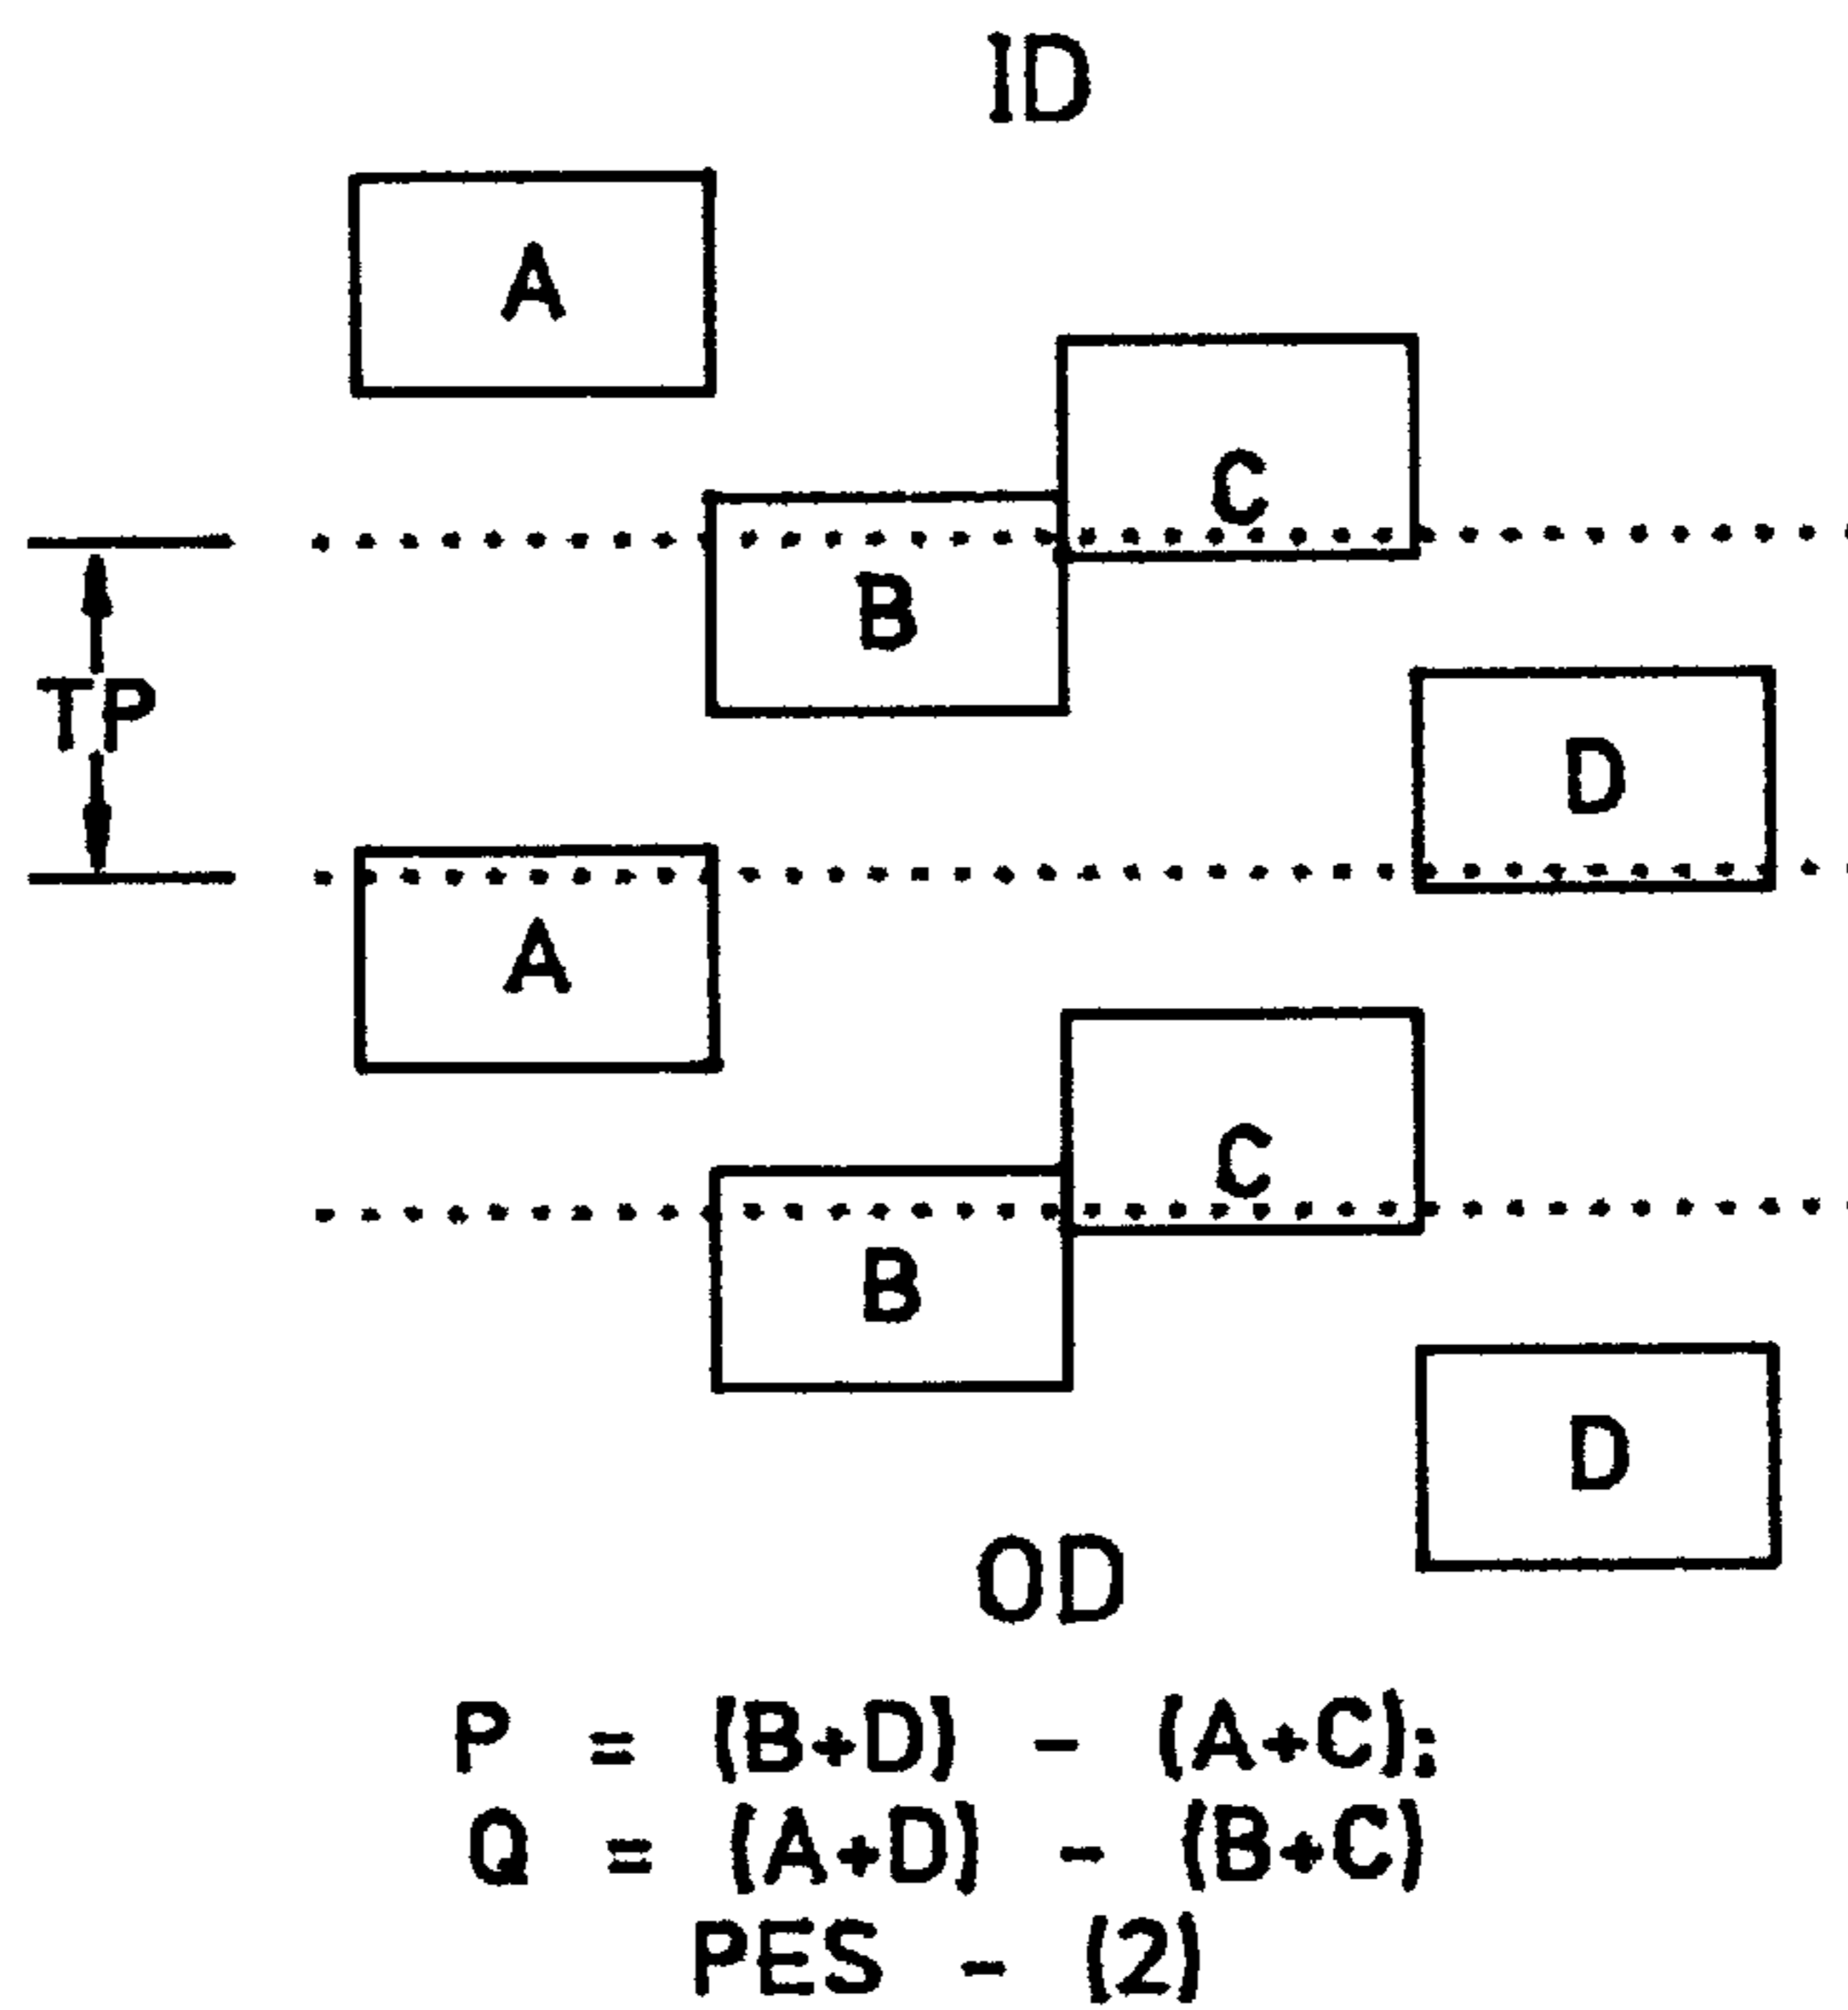 ID
A
C
B
TP
D
A
C
B
D
OD
P = (B+D) - (A+C);
Q = (A+D) - (B+C)
PES - (2)